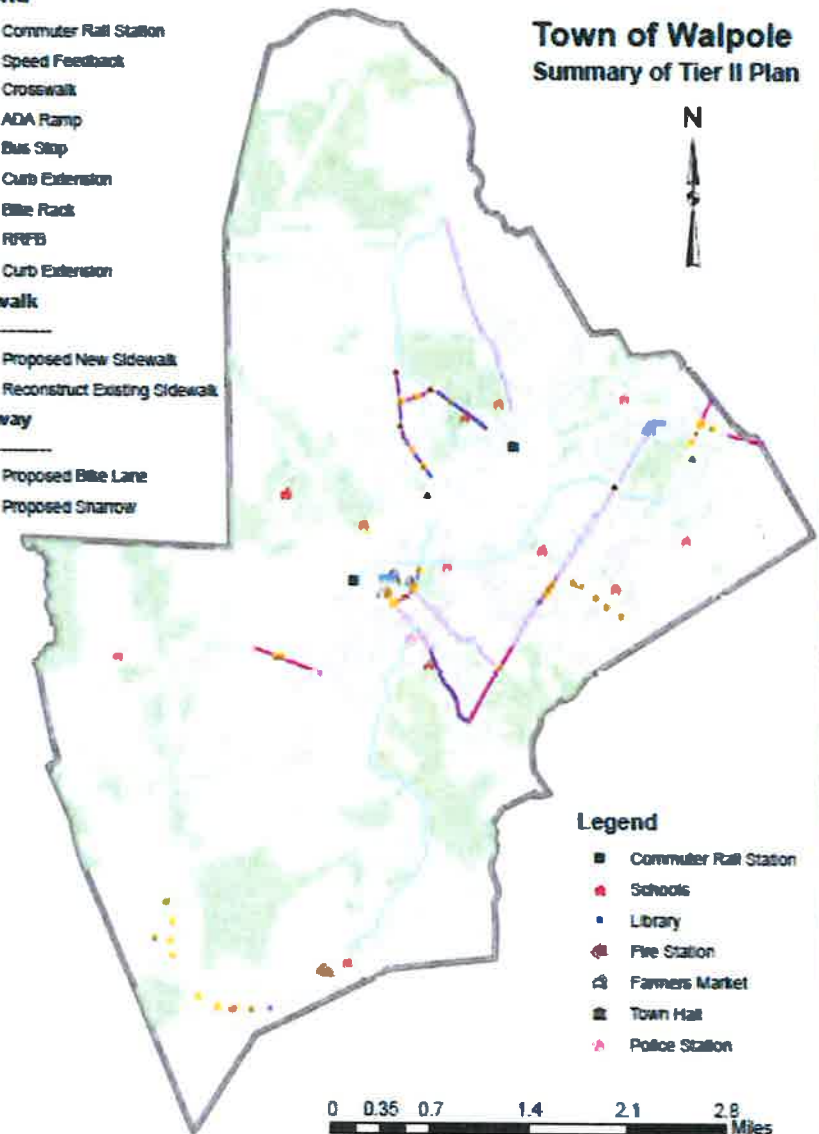 Commuter Rail Station
Speed Feedback
Crosswalk
ADA Ramp
Bus Stop
Curb Extension
Bike Rack
RRFB
Curb Extension
walk
Proposed New Sidewalk
Reconstruct Existing Sidewalk
way
Proposed Bike Lane
Proposed Sharrow
Town of Walpole
Summary of Tier II Plan
N
Legend
Commuter Rail Station
Schools
Library
Fire Station
Farmers Market
Town Hall
Police Station
0 0.35 0.7 1.4 2.1 2.8
Miles